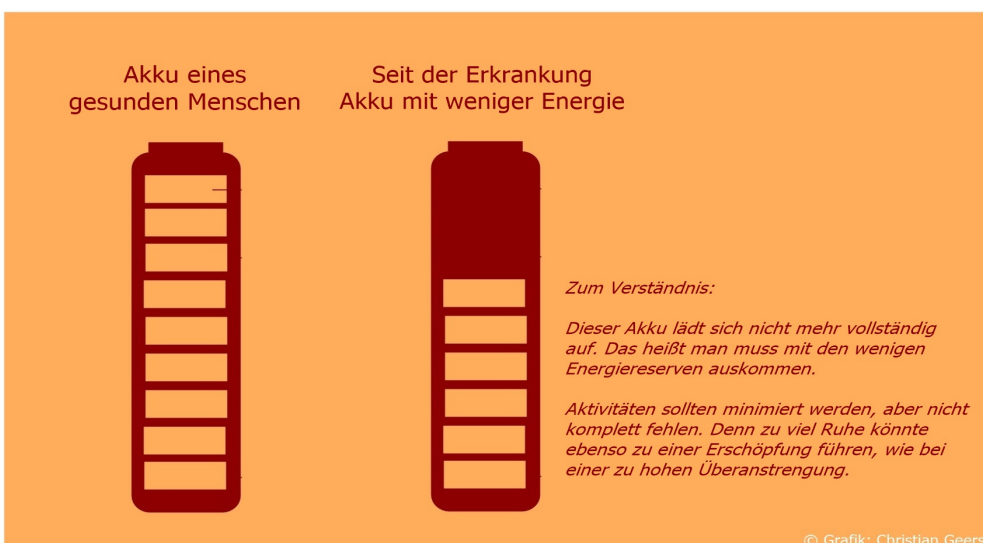 Akku eines
gesunden Menschen
Seit der Erkrankung
Akku mit weniger Energie
Zum Verständnis:
Dieser Akku lädt sich nicht mehr vollständig
auf. Das heißt man muss mit den wenigen
Energiereserven auskommen.
Aktivitäten sollten minimiert werden, aber nicht
komplett fehlen. Denn zu viel Ruhe könnte
ebenso zu einer Erschöpfung führen, wie bei
einer zu hohen Überanstrengung.
© Grafik: Christian Geers